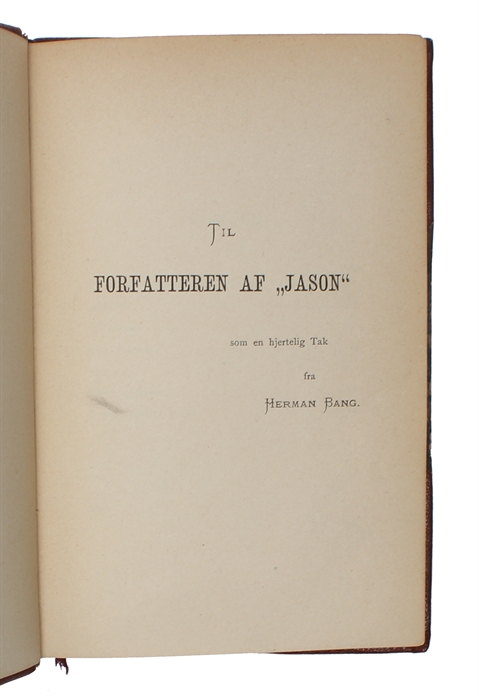 Til
FORFATTEREN AF „JASON“
som en hjertelig Tak
fra
Herman Bang.